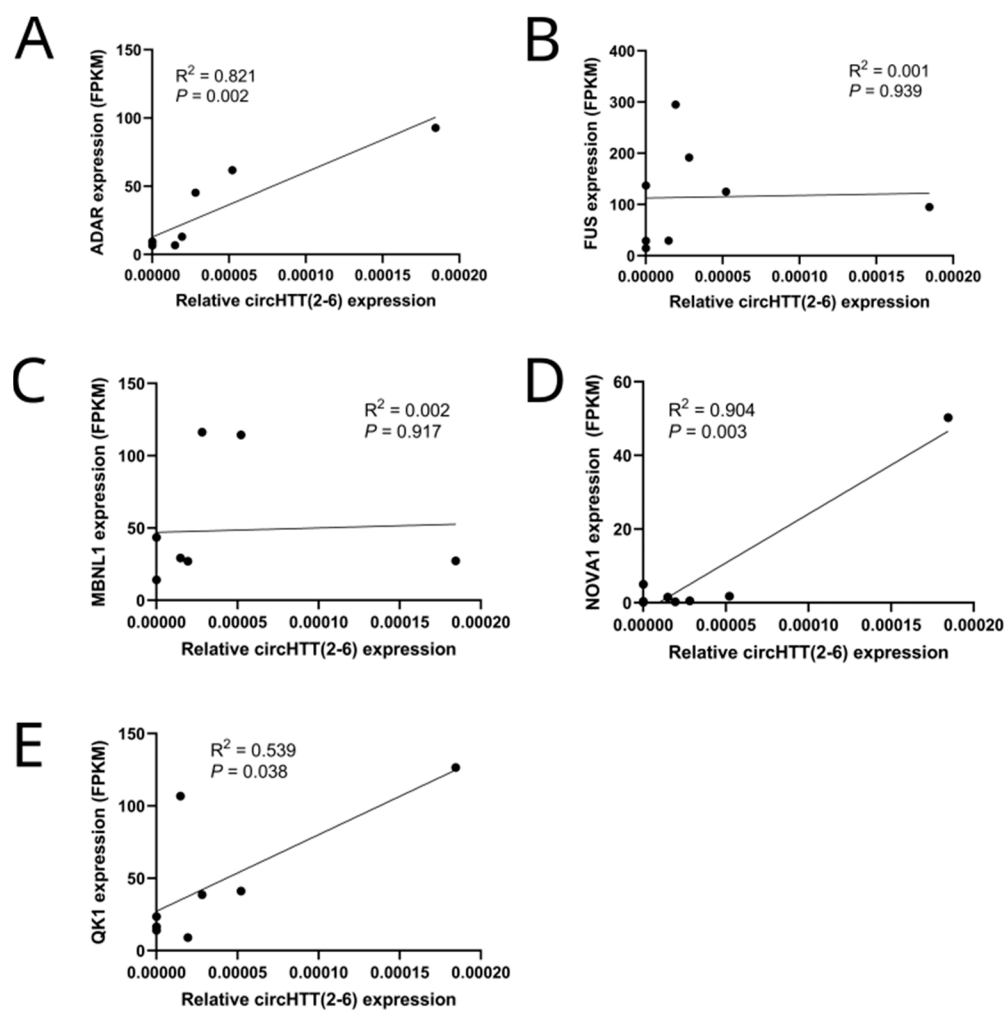 A
ADAR expression (FPKM)
150
100
50
0
R² = 0.821
P = 0.002
0.00000 0.00005 0.00010 0.00015 0.00020
Relative circHTT(2-6) expression
B
FUS expression (FPKM)
400
300
200
100
0
R² = 0.001
P = 0.939
0.00000 0.00005 0.00010 0.00015 0.00020
Relative circHTT(2-6) expression
C
MBNL1 expression (FPKM)
150
100
50
0
R² = 0.002
P = 0.917
0.00000 0.00005 0.00010 0.00015 0.00020
Relative circHTT(2-6) expression
D
NOVA1 expression (FPKM)
60
40
20
0
R² = 0.904
P = 0.003
0.00000 0.00005 0.00010 0.00015 0.00020
Relative circHTT(2-6) expression
E
QK1 expression (FPKM)
150
100
50
0
R² = 0.539
P = 0.038
0.00000 0.00005 0.00010 0.00015 0.00020
Relative circHTT(2-6) expression